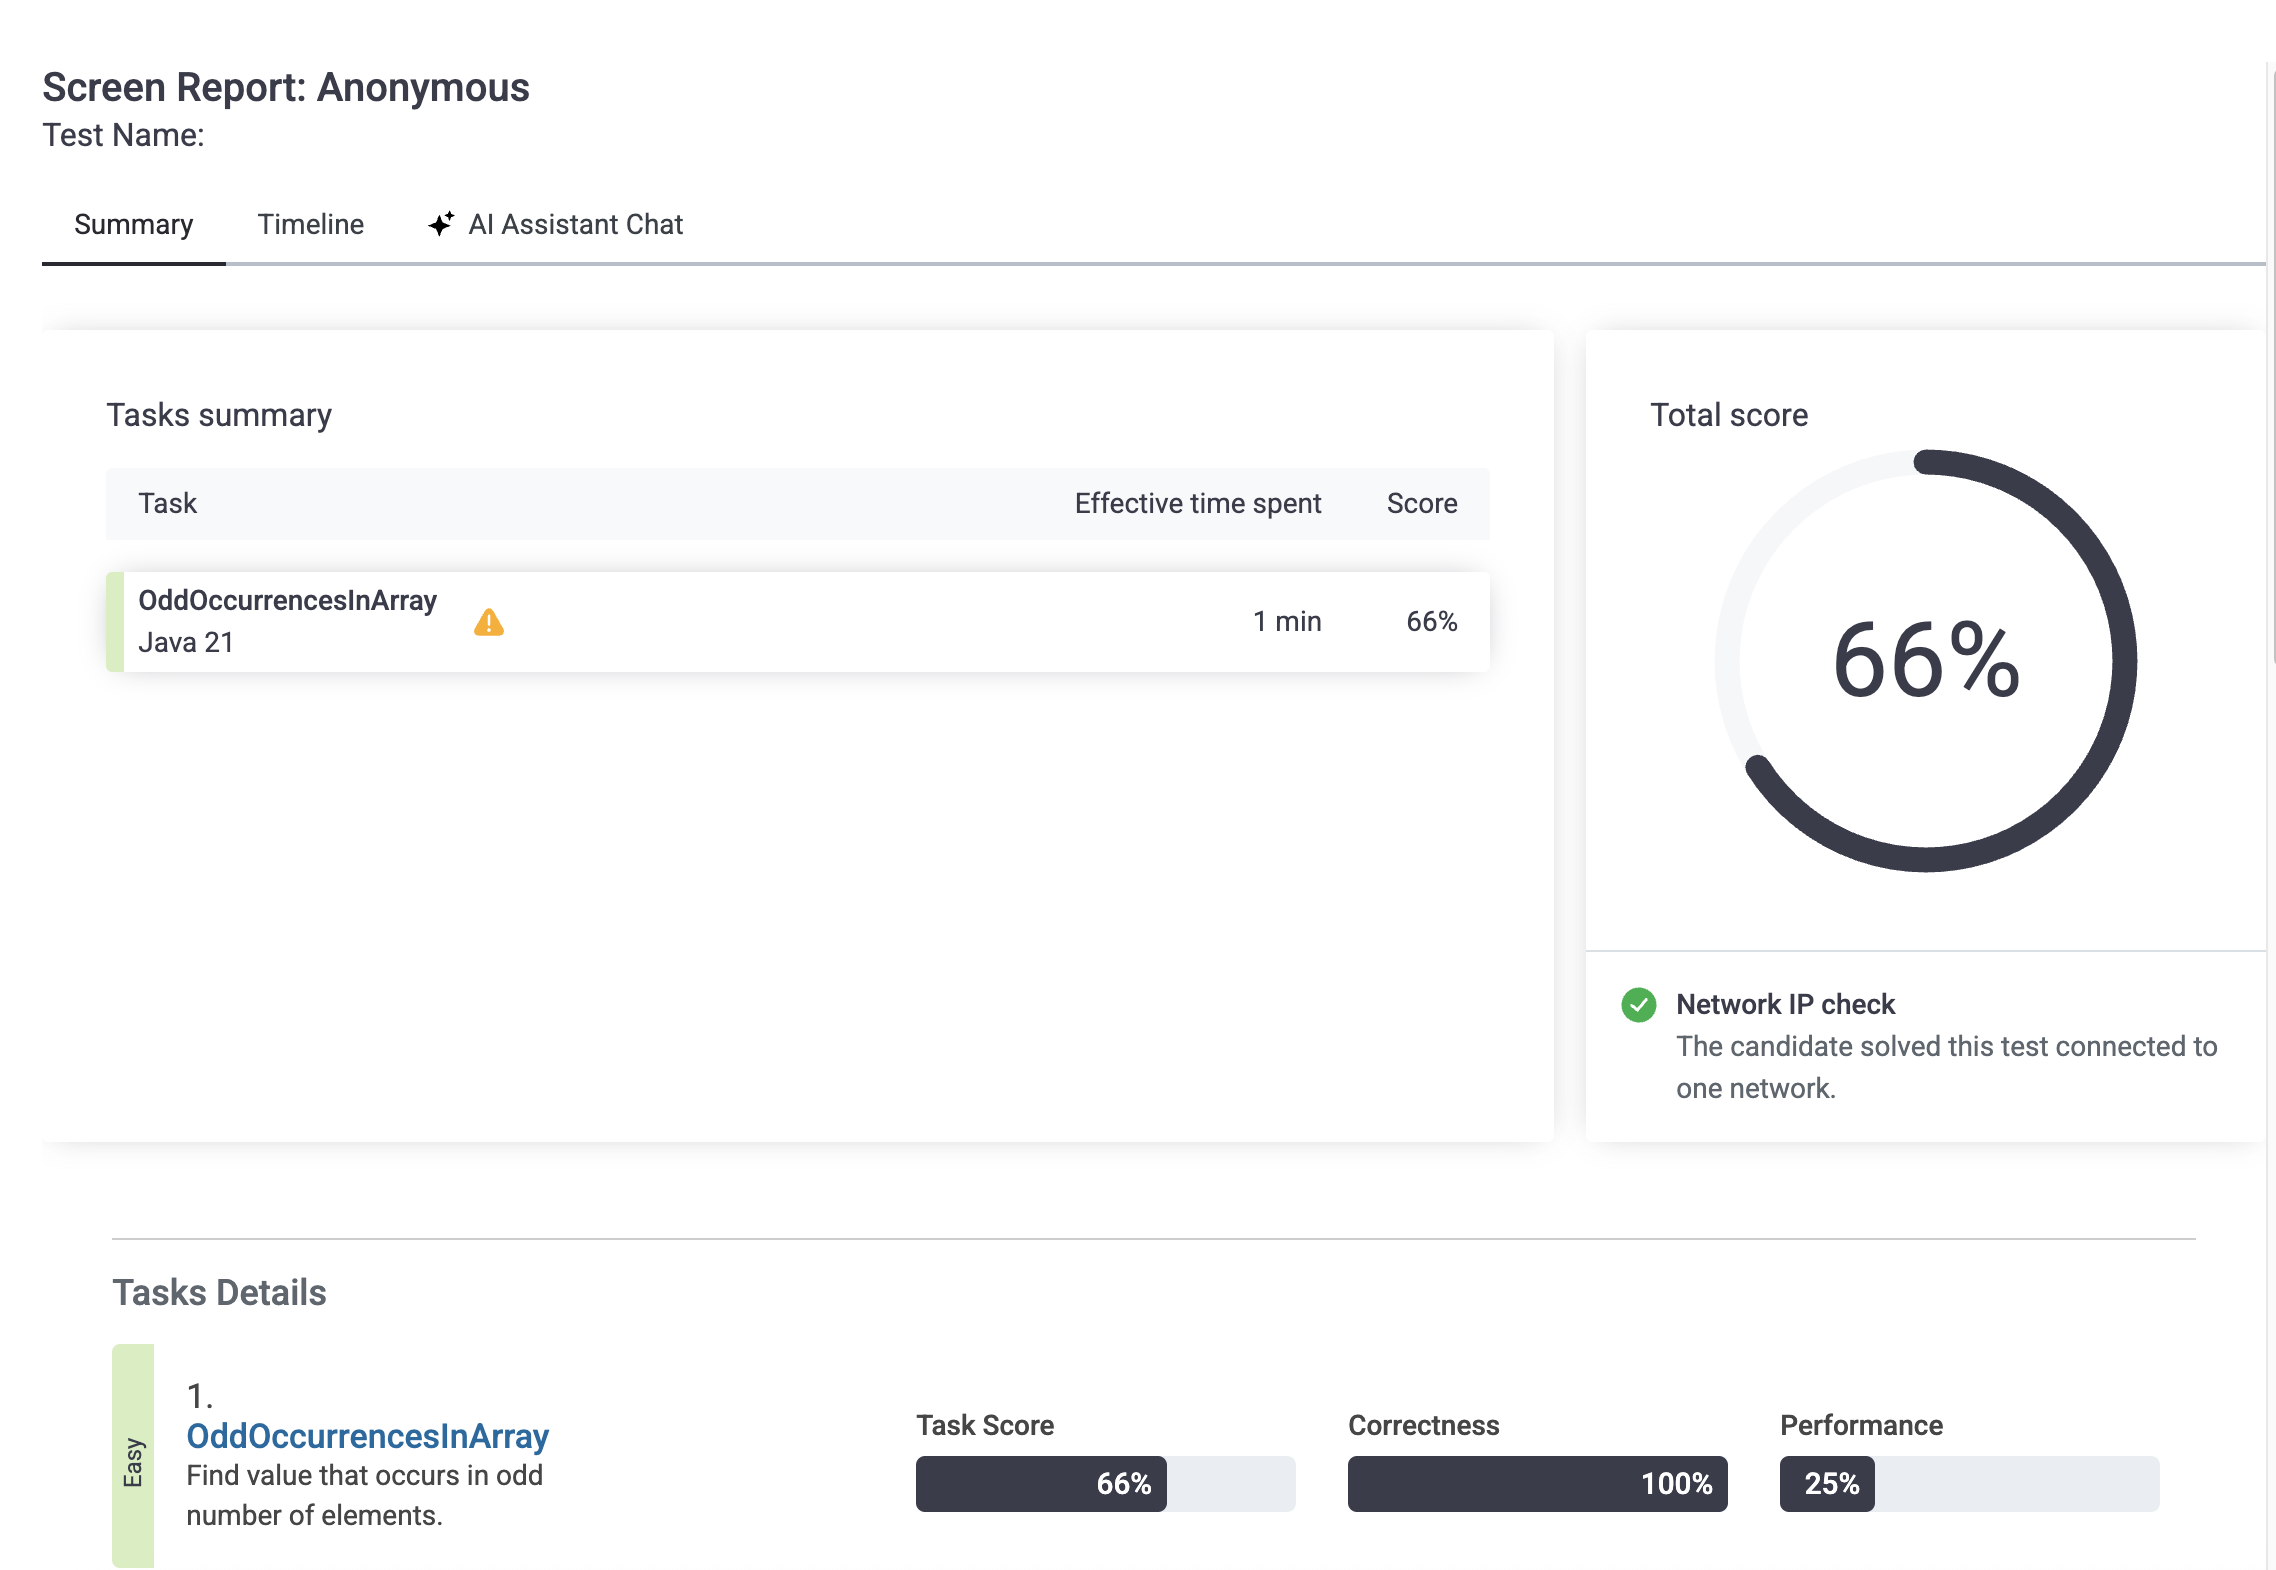 Screen Report: Anonymous
Test Name:
Summary
Timeline
AI Assistant Chat
Tasks summary
Task
Effective time spent
Score
OddOccurrencesInArray
Java 21
1 min
66%
Total score
66%
Network IP check
The candidate solved this test connected to
one network.
Tasks Details
Easy
1.
OddOccurrencesInArray
Find value that occurs in odd
number of elements.
Task Score
66%
Correctness
100%
Performance
25%